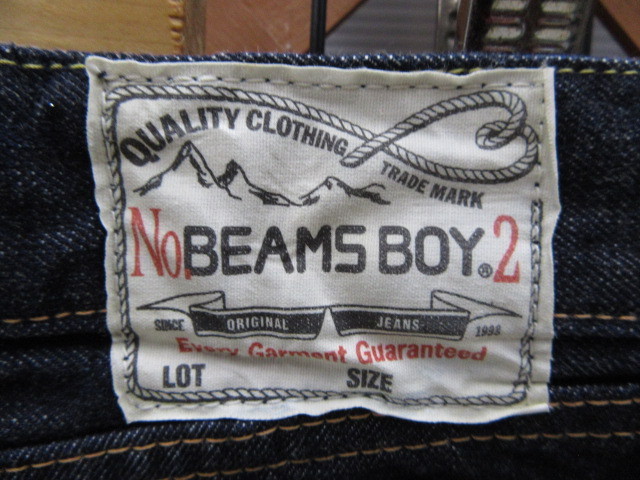 QUALITY CLOTHING
TRADE MARK
No. BEAMS BOY® 2
SINCE ORIGINAL JEANS 1998
Every Garment Guaranteed
LOT SIZE